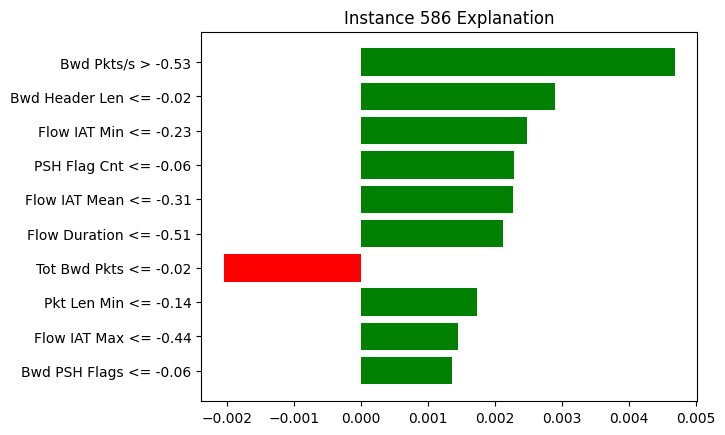 Instance 586 Explanation
Bwd Pkts/s > -0.53
Bwd Header Len <= -0.02
Flow IAT Min <= -0.23
PSH Flag Cnt <= -0.06
Flow IAT Mean <= -0.31
Flow Duration <= -0.51
Tot Bwd Pkts <= -0.02
Pkt Len Min <= -0.14
Flow IAT Max <= -0.44
Bwd PSH Flags <= -0.06
−0.002 −0.001 0.000 0.001 0.002 0.003 0.004 0.005